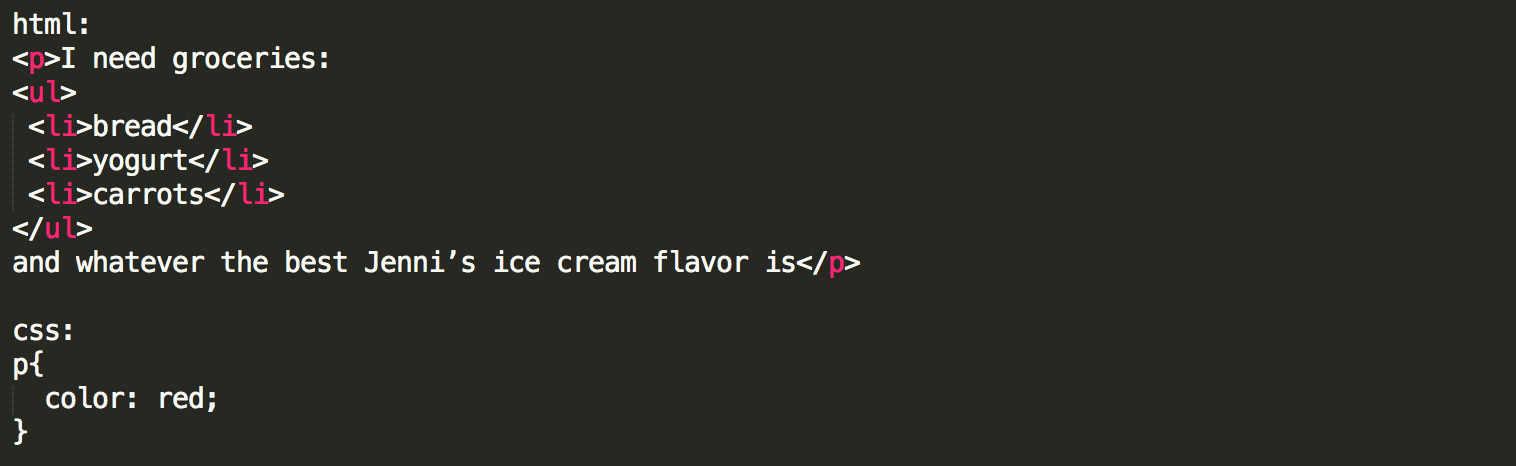 html:
<p>I need groceries:
<ul>
<li>bread</li>
<li>yogurt</li>
<li>carrots</li>
</ul>
and whatever the best Jenni’s ice cream flavor is</p>
css:
p{
color: red;
}